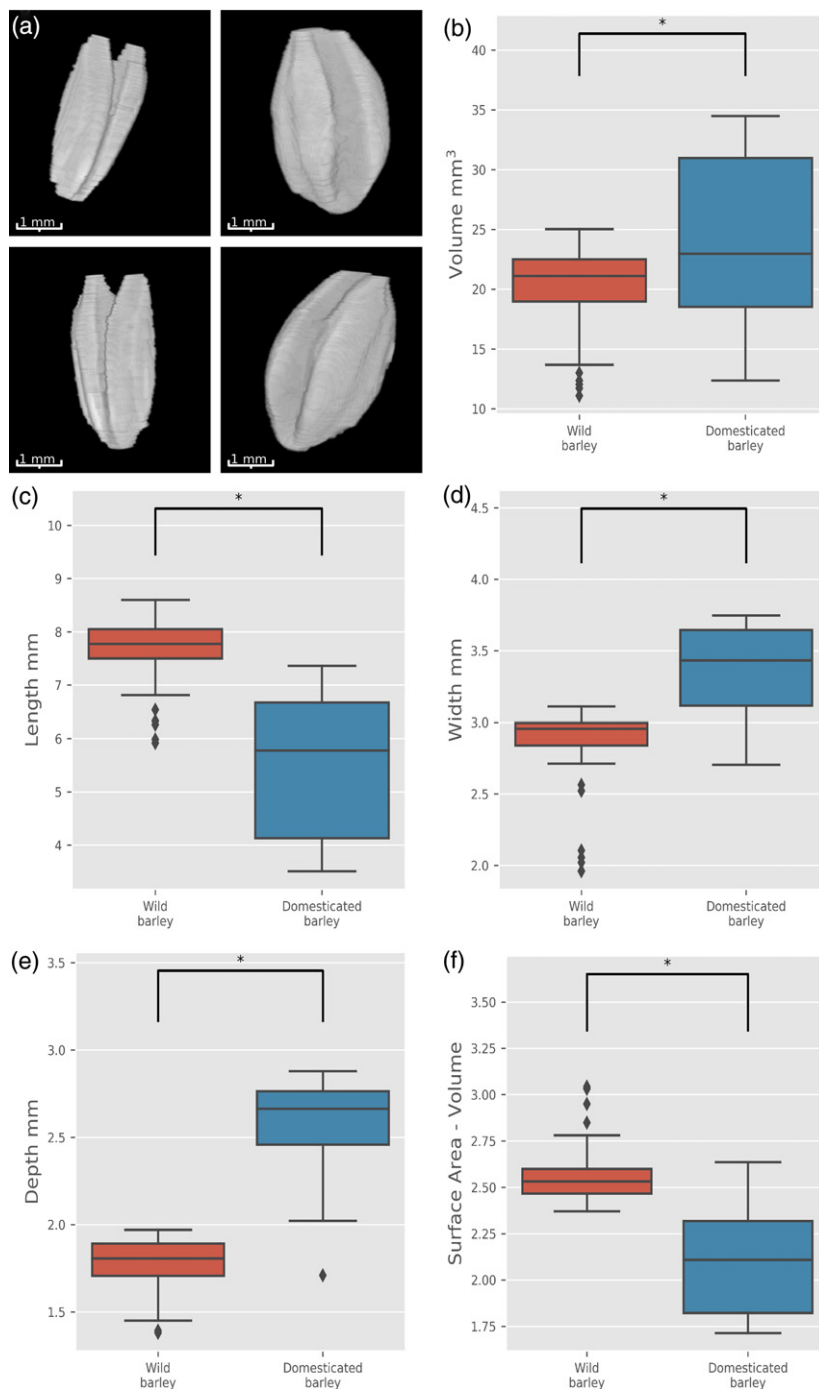 (a)
1 mm
1 mm
1 mm
1 mm
(b)
*
40
35
30
25
20
15
10
Volume mm³
Wild
barley
Domesticated
barley
(c)
*
10
9
8
7
6
5
4
Length mm
Wild
barley
Domesticated
barley
(d)
*
4.5
4.0
3.5
3.0
2.5
2.0
Width mm
Wild
barley
Domesticated
barley
(e)
*
3.5
3.0
2.5
2.0
1.5
Depth mm
Wild
barley
Domesticated
barley
(f)
*
3.50
3.25
3.00
2.75
2.50
2.25
2.00
1.75
Surface Area - Volume
Wild
barley
Domesticated
barley